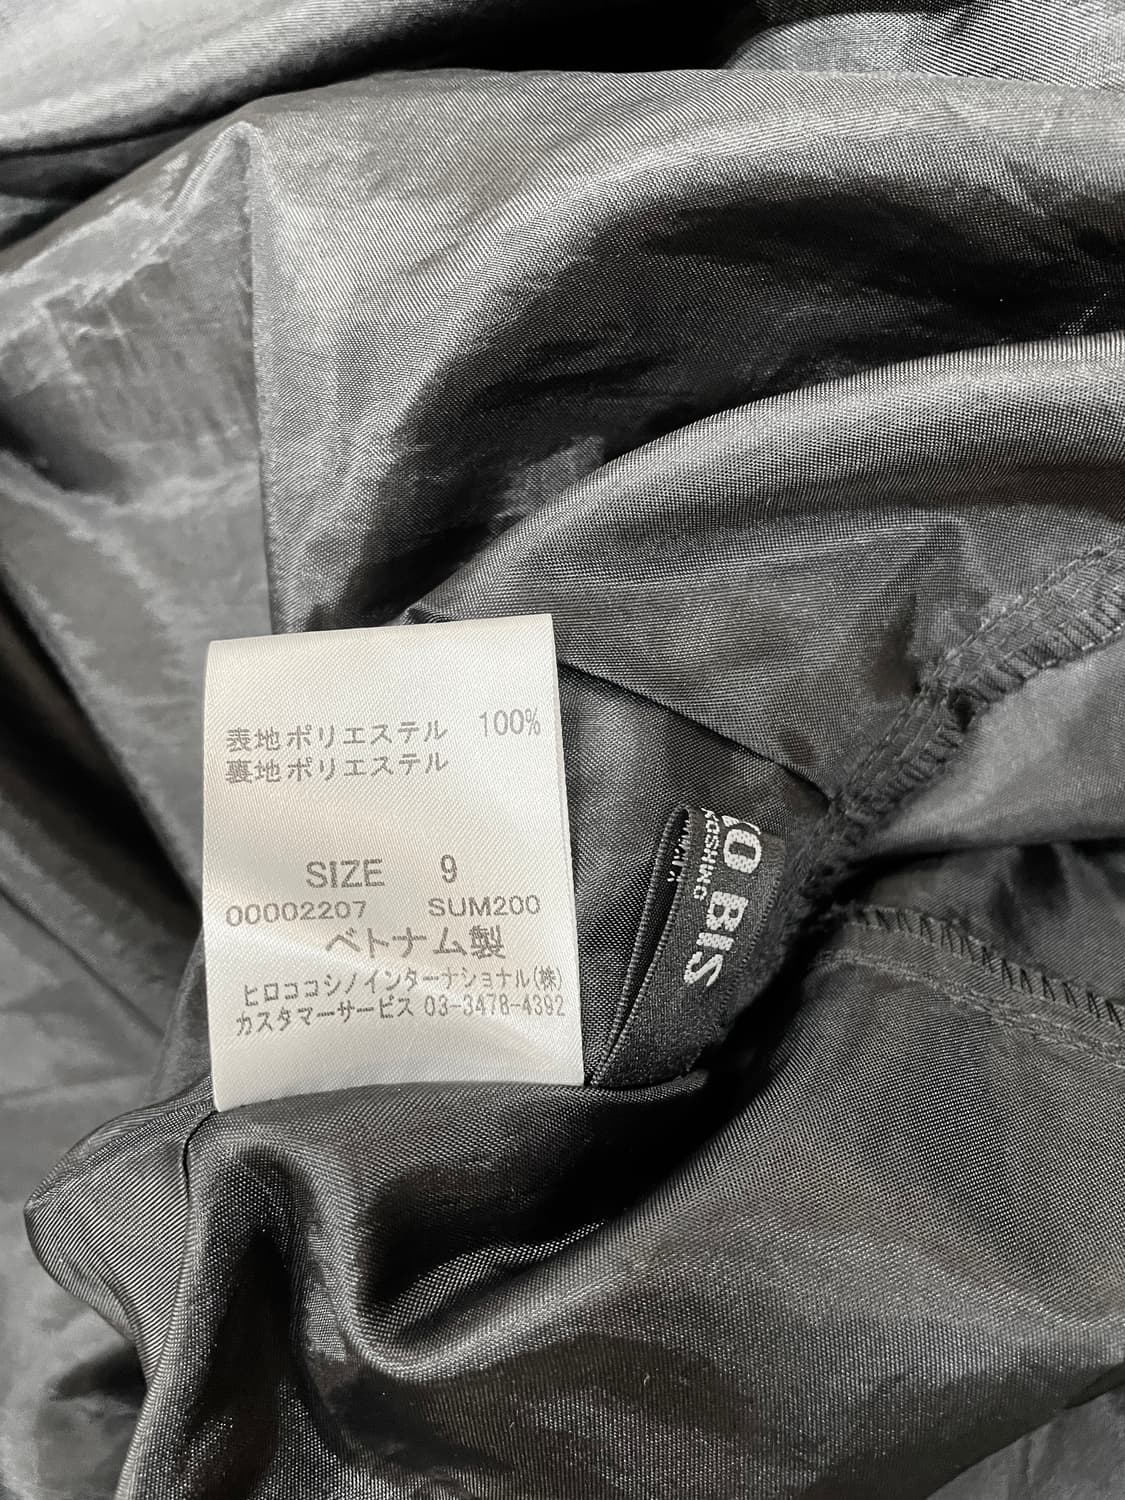 表地ポリエステル 100%
裏地ポリエステル
SIZE 9
00002207 SUM200
ベトナム製
ヒロココシノインターナショナル(株)
カスタマーサービス 03-3478-4392
O BIS
KOSHINO